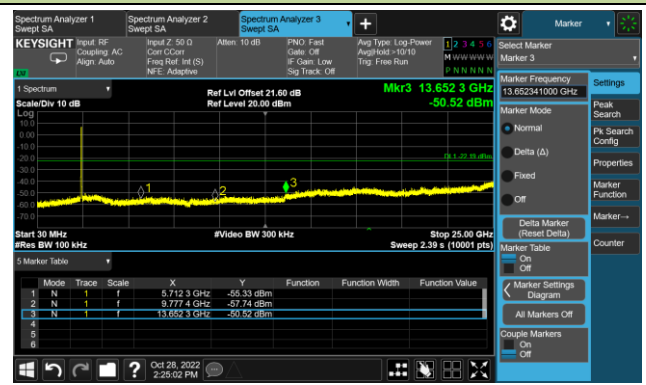 Spectrum Analyzer 1
Swept SA
Spectrum Analyzer 2
Swept SA
Spectrum Analyzer 3
Swept SA
Marker
KEYSIGHT
Input: RF
Coupling: AC
Align: Auto
Input Z: 50 Ω
Corr CCorr
Freq Ref: Int (S)
NFE: Adaptive
Atten: 10 dB
PNO: Fast
Gate: Off
IF Gain: Low
Sig Track: Off
Avg Type: Log-Power
Avg|Hold:>10/10
Trig: Free Run
1 2 3 4 5 6
M W W W W W
P N N N N N
LXI
Select Marker
Marker 3
1 Spectrum
Scale/Div 10 dB
Log
Ref Lvl Offset 21.60 dB
Ref Level 20.00 dBm
Mkr3 13.652 3 GHz
-50.52 dBm
10.0
0.00
-10.0
-20.0
-30.0
-40.0
-50.0
-60.0
-70.0
DL1 -22.15 dBm
1
2
3
Start 30 MHz
#Res BW 100 kHz
#Video BW 300 kHz
Stop 25.00 GHz
Sweep 2.39 s (10001 pts)
5 Marker Table
Mode Trace Scale X Y Function Function Width Function Value
1 N 1 f 5.712 3 GHz -55.33 dBm
2 N 1 f 9.777 4 GHz -57.74 dBm
3 N 1 f 13.652 3 GHz -50.52 dBm
4
5
6
Marker Frequency
13.652341000 GHz
Marker Mode
Normal
Delta (Δ)
Fixed
Off
Delta Marker
(Reset Delta)
Marker Table
On
Off
Marker Settings
Diagram
All Markers Off
Couple Markers
On
Off
Settings
Peak
Search
Pk Search
Config
Properties
Marker
Function
Marker→
Counter
Oct 28, 2022
2:25:02 PM